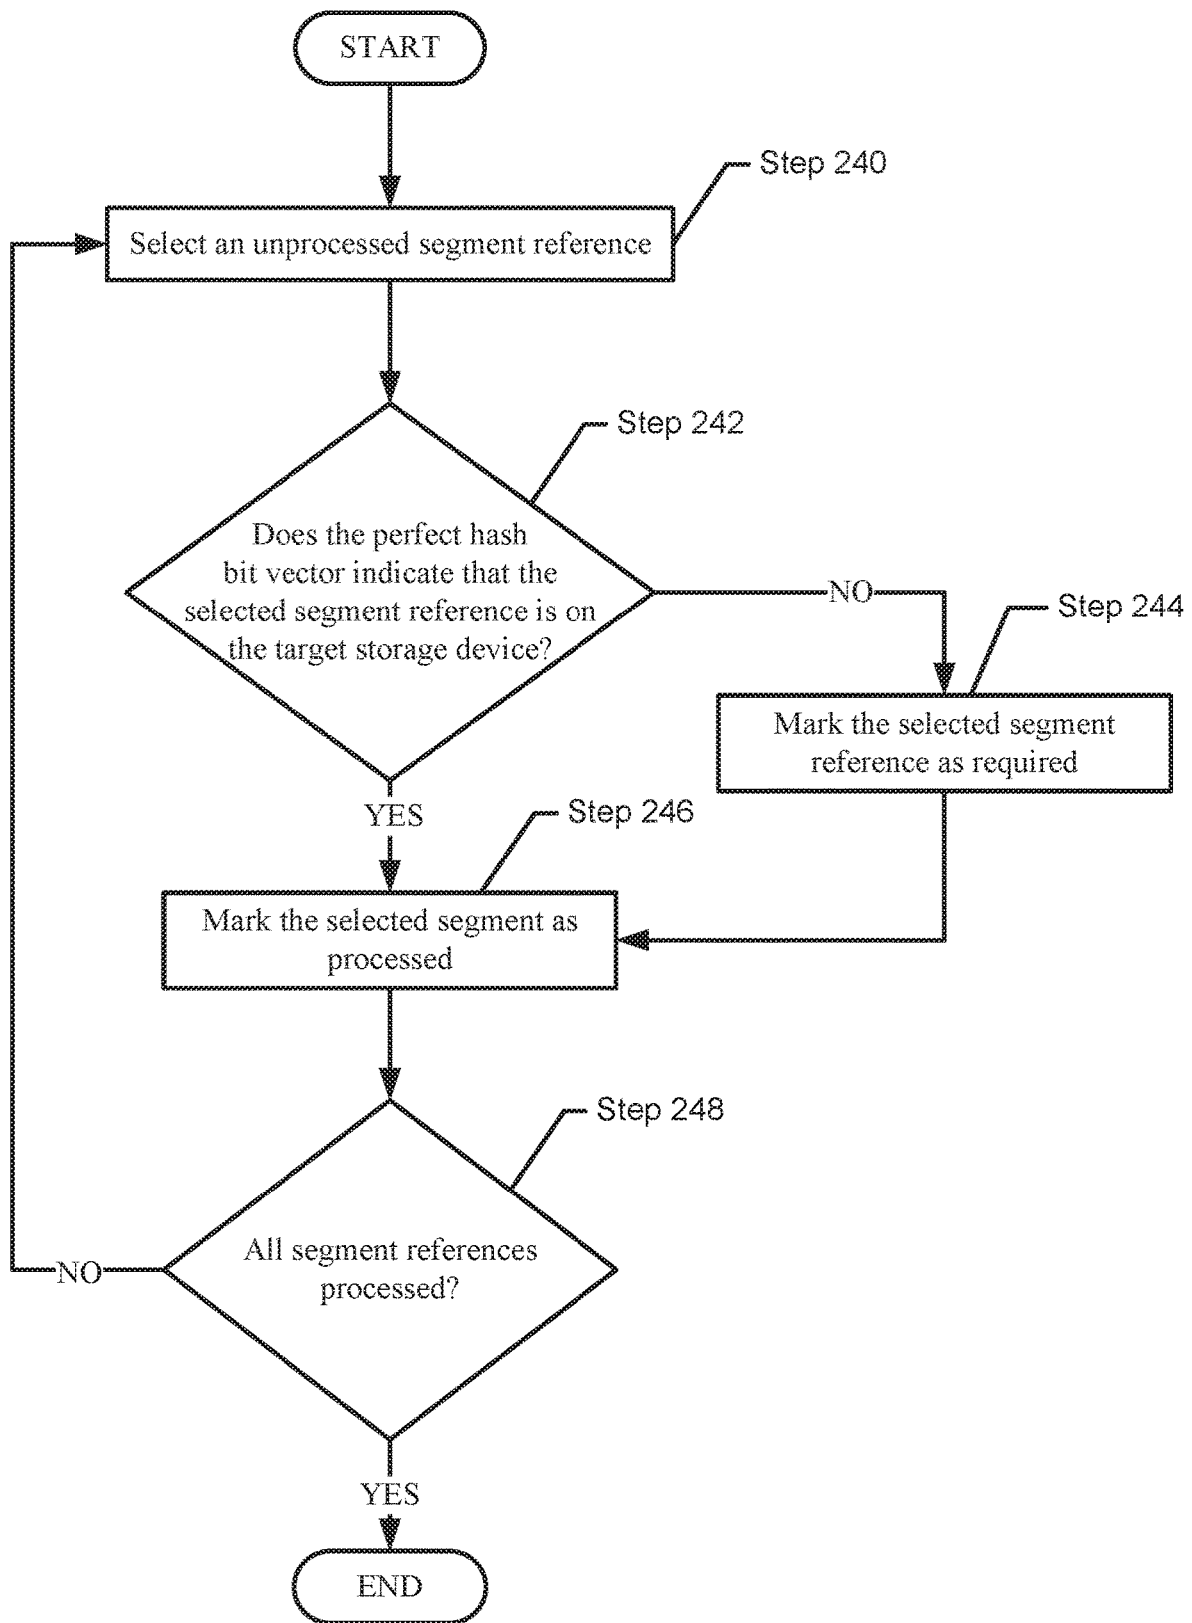 START
Step 240
Select an unprocessed segment reference
Step 242
Does the perfect hash
bit vector indicate that the
selected segment reference is on
the target storage device?
NO
Step 244
Mark the selected segment
reference as required
YES
Step 246
Mark the selected segment as
processed
Step 248
All segment references
processed?
NO
YES
END